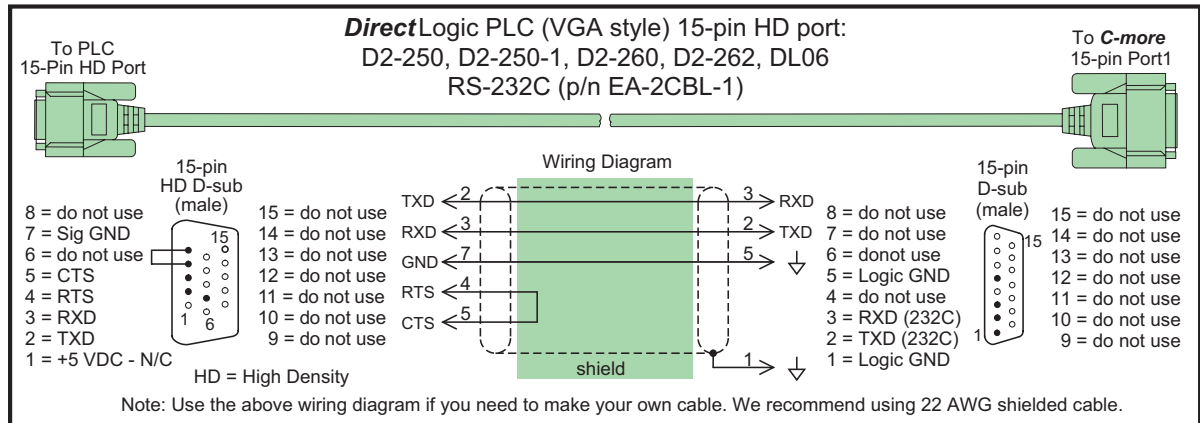 DirectLogic PLC (VGA style) 15-pin HD port:
D2-250, D2-250-1, D2-260, D2-262, DL06
RS-232C (p/n EA-2CBL-1)
To PLC
15-Pin HD Port
To C-more
15-pin Port1
Wiring Diagram
15-pin
HD D-sub
(male)
8 = do not use
7 = Sig GND
6 = do not use
5 = CTS
4 = RTS
3 = RXD
2 = TXD
1 = +5 VDC - N/C
15
1
6
15 = do not use
14 = do not use
13 = do not use
12 = do not use
11 = do not use
10 = do not use
9 = do not use
HD = High Density
TXD 2 3 RXD
RXD 3 2 TXD
GND 7 5
RTS 4
CTS 5
1
shield
8 = do not use
7 = do not use
6 = donot use
5 = Logic GND
4 = do not use
3 = RXD (232C)
2 = TXD (232C)
1 = Logic GND
15-pin
D-sub
(male)
15
1
15 = do not use
14 = do not use
13 = do not use
12 = do not use
11 = do not use
10 = do not use
9 = do not use
Note: Use the above wiring diagram if you need to make your own cable. We recommend using 22 AWG shielded cable.